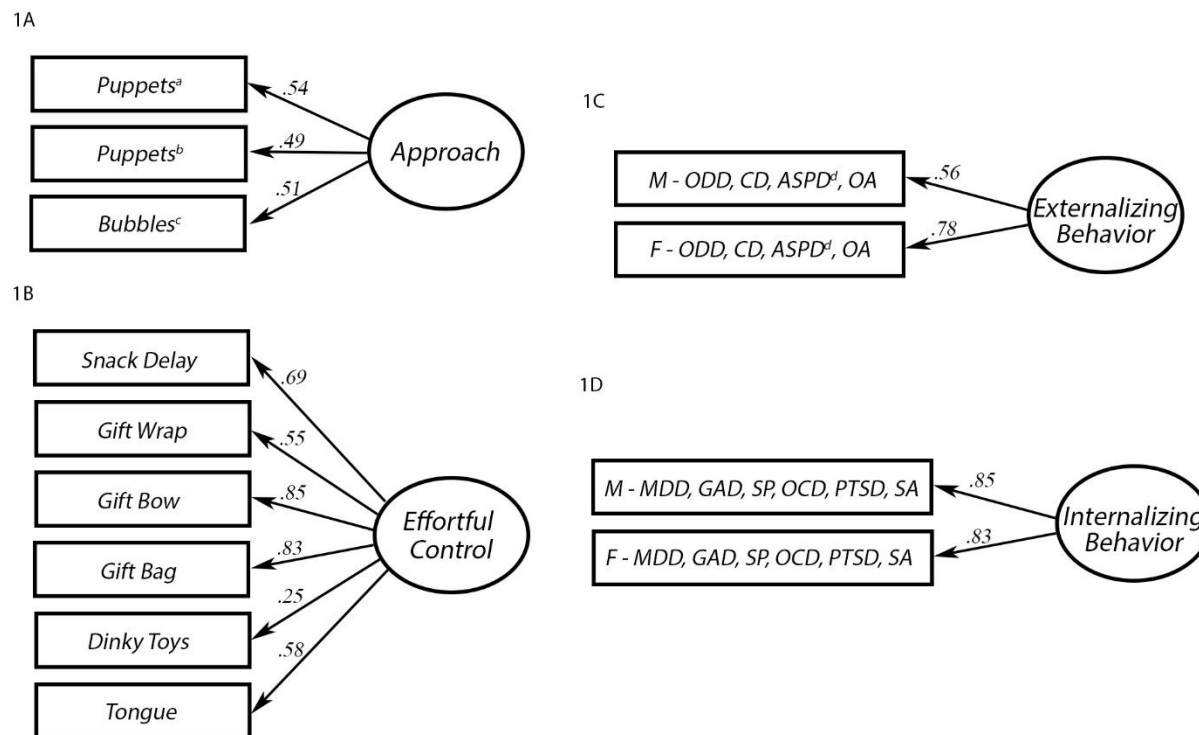 1A
Puppetsᵃ
.54
Puppetsᵇ
.49
Approach
Bubblesᶜ
.51
1B
Snack Delay
.69
Gift Wrap
.55
Gift Bow
.85
Effortful
Control
Gift Bag
.83
Dinky Toys
.25
Tongue
.58
1C
M - ODD, CD, ASPDᵈ, OA
.56
Externalizing
Behavior
F - ODD, CD, ASPDᵈ, OA
.78
1D
M - MDD, GAD, SP, OCD, PTSD, SA
.85
Internalizing
Behavior
F - MDD, GAD, SP, OCD, PTSD, SA
.83